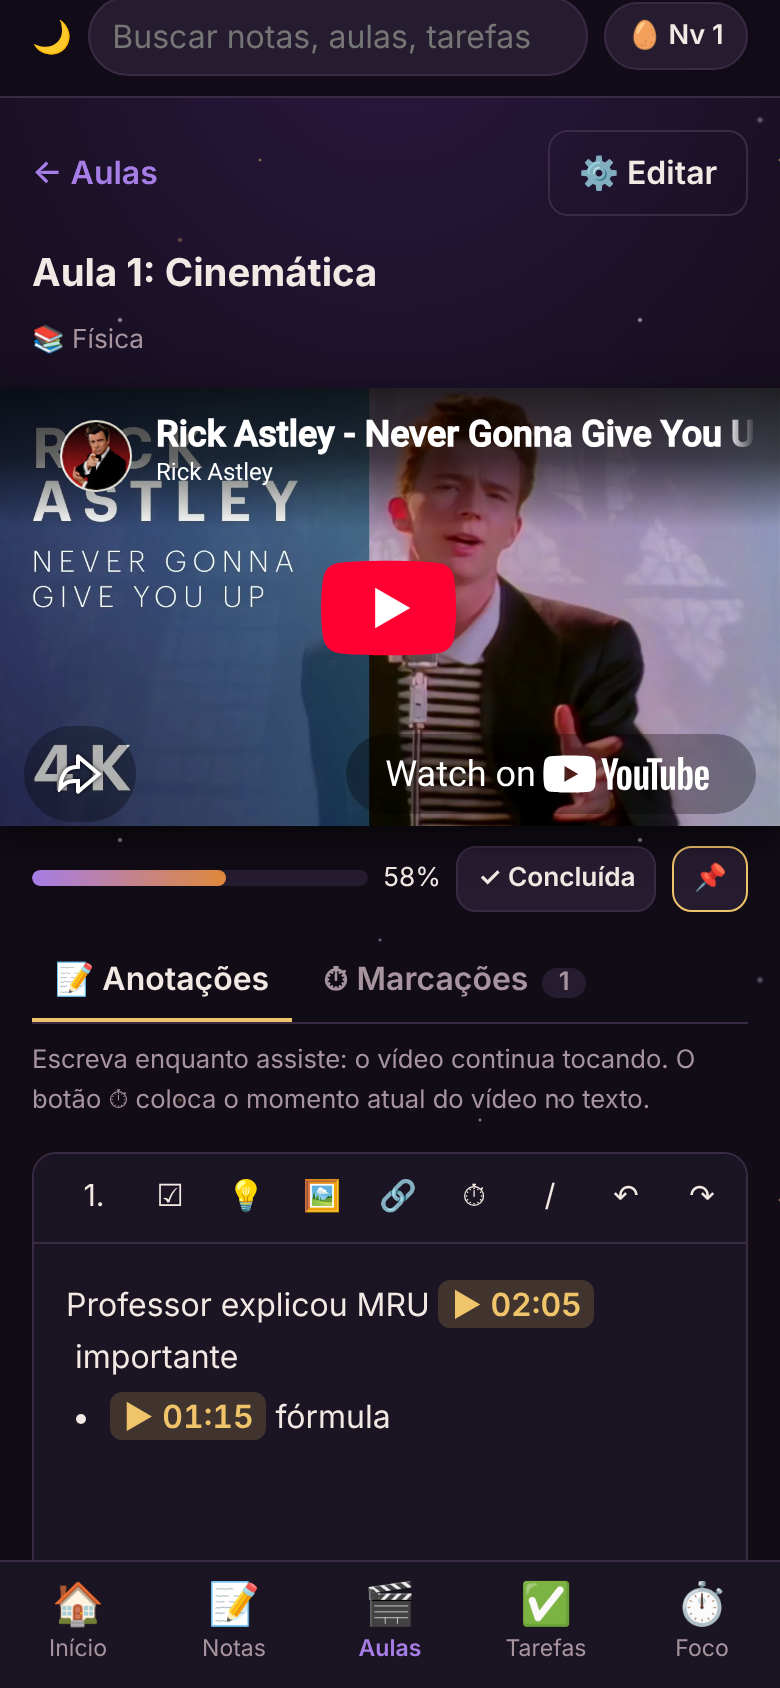 Buscar notas, aulas, tarefas
Nv 1
← Aulas
Editar
Aula 1: Cinemática
Física
Rick Astley - Never Gonna Give You U
Rick Astley
RICK
ASTLEY
NEVER GONNA
GIVE YOU UP
4K
Watch on YouTube
58%
✓ Concluída
Anotações
Marcações 1
Escreva enquanto assiste: o vídeo continua tocando. O
botão ⏱ coloca o momento atual do vídeo no texto.
1.
/
Professor explicou MRU ▶ 02:05
importante
• ▶ 01:15 fórmula
Início
Notas
Aulas
Tarefas
Foco